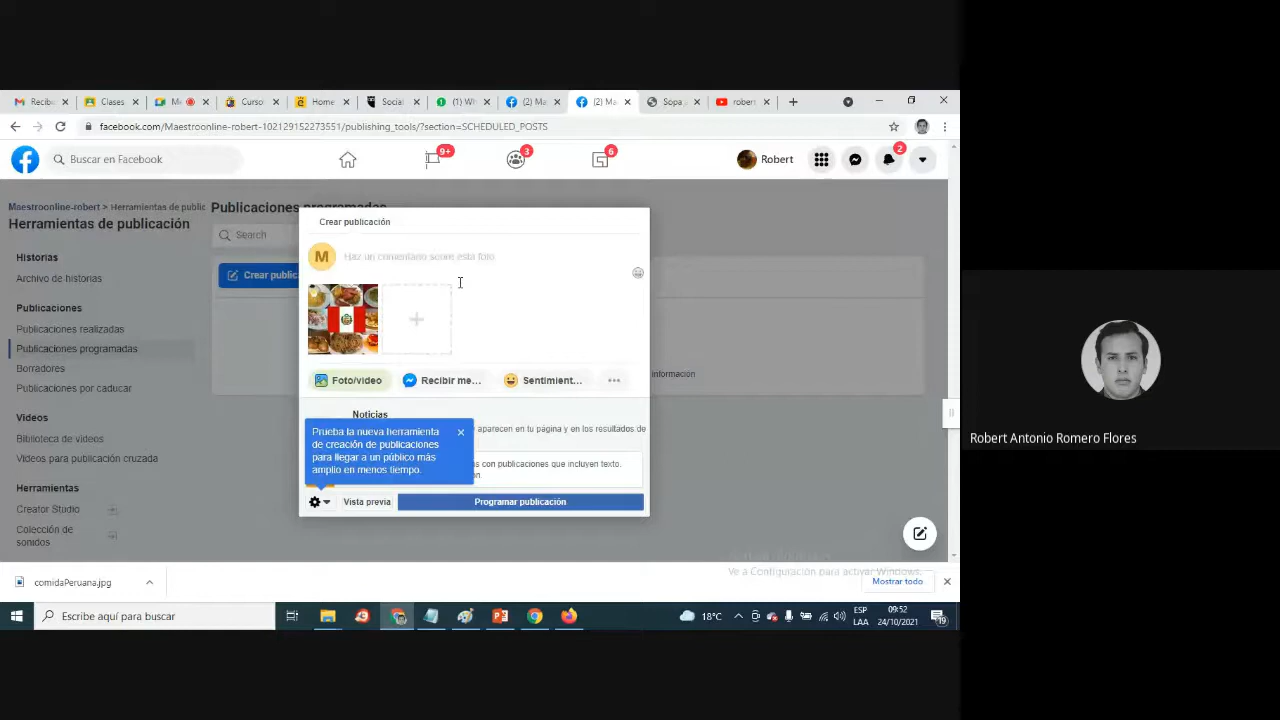 Recibi
Clases
M
Curso
Home
Social
(1) Wh
(2) Ma
(2) Ma
Sopa
robert
facebook.com/Maestroonline-robert-102129152273551/publishing_tools/?section=SCHEDULED_POSTS
Buscar en Facebook
9+
3
6
Robert
2
Maestroonline-robert > Herramientas de public
Herramientas de publicación
Publicaciones programadas
Search
Historias
Archivo de historias
Publicaciones
Publicaciones realizadas
Publicaciones programadas
Borradores
Publicaciones por caducar
Videos
Biblioteca de videos
Videos para publicación cruzada
Herramientas
Creator Studio
Colección de
sonidos
Crear public
información
Crear publicación
M
Haz un comentario sobre esta foto
Foto/video
Recibir me...
Sentimient...
Noticias
aparecen en tu página y en los resultados de
s con publicaciones que incluyen texto.
Prueba la nueva herramienta
de creación de publicaciones
para llegar a un público más
amplio en menos tiempo.
Vista previa
Programar publicación
Robert Antonio Romero Flores
Ve a Configuración para activar Windows.
comidaPeruana.jpg
Mostrar todo
Escribe aquí para buscar
18°C
ESP
LAA
09:52
24/10/2021
19